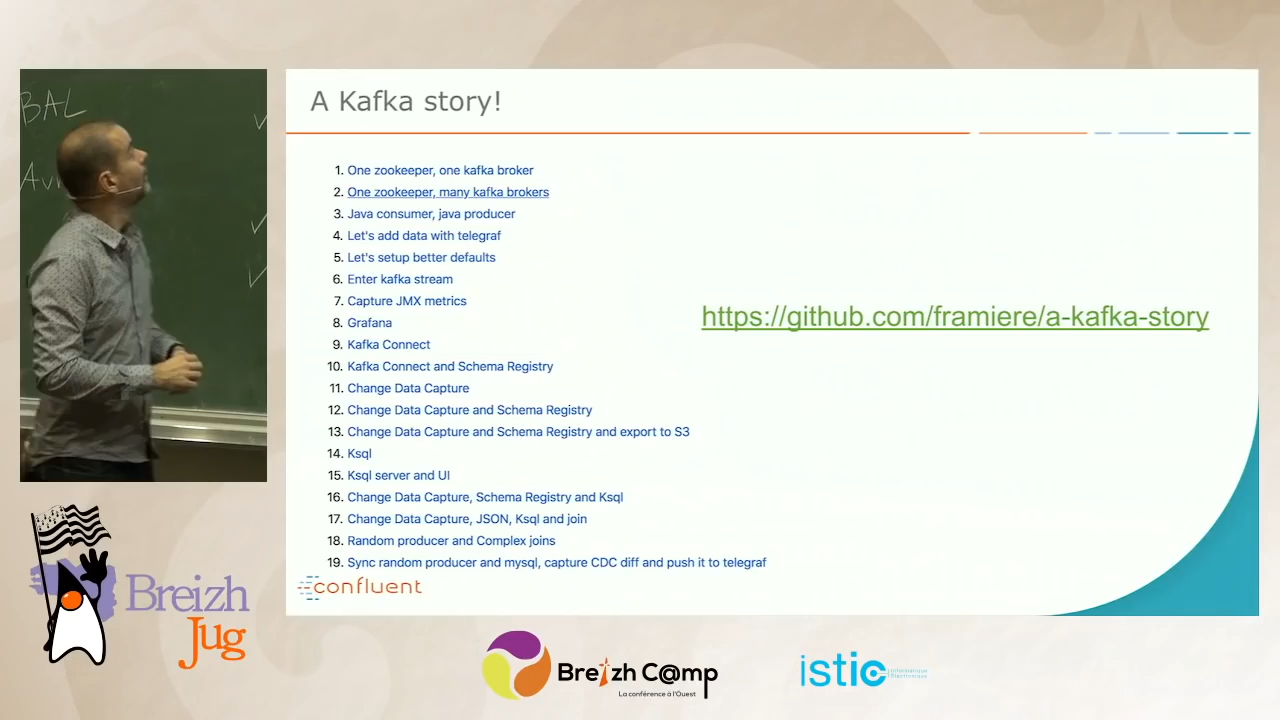 BAL
A Kafka story!
1. One zookeeper, one kafka broker
2. One zookeeper, many kafka brokers
3. Java consumer, java producer
4. Let's add data with telegraf
5. Let's setup better defaults
6. Enter kafka stream
7. Capture JMX metrics
8. Grafana
9. Kafka Connect
10. Kafka Connect and Schema Registry
11. Change Data Capture
12. Change Data Capture and Schema Registry
13. Change Data Capture and Schema Registry and export to S3
14. Ksql
15. Ksql server and UI
16. Change Data Capture, Schema Registry and Ksql
17. Change Data Capture, JSON, Ksql and join
18. Random producer and Complex joins
19. Sync random producer and mysql, capture CDC diff and push it to telegraf
https://github.com/framiere/a-kafka-story
confluent
Breizh
Jug
Breizh C@mp
La conférence à l'Ouest
istic